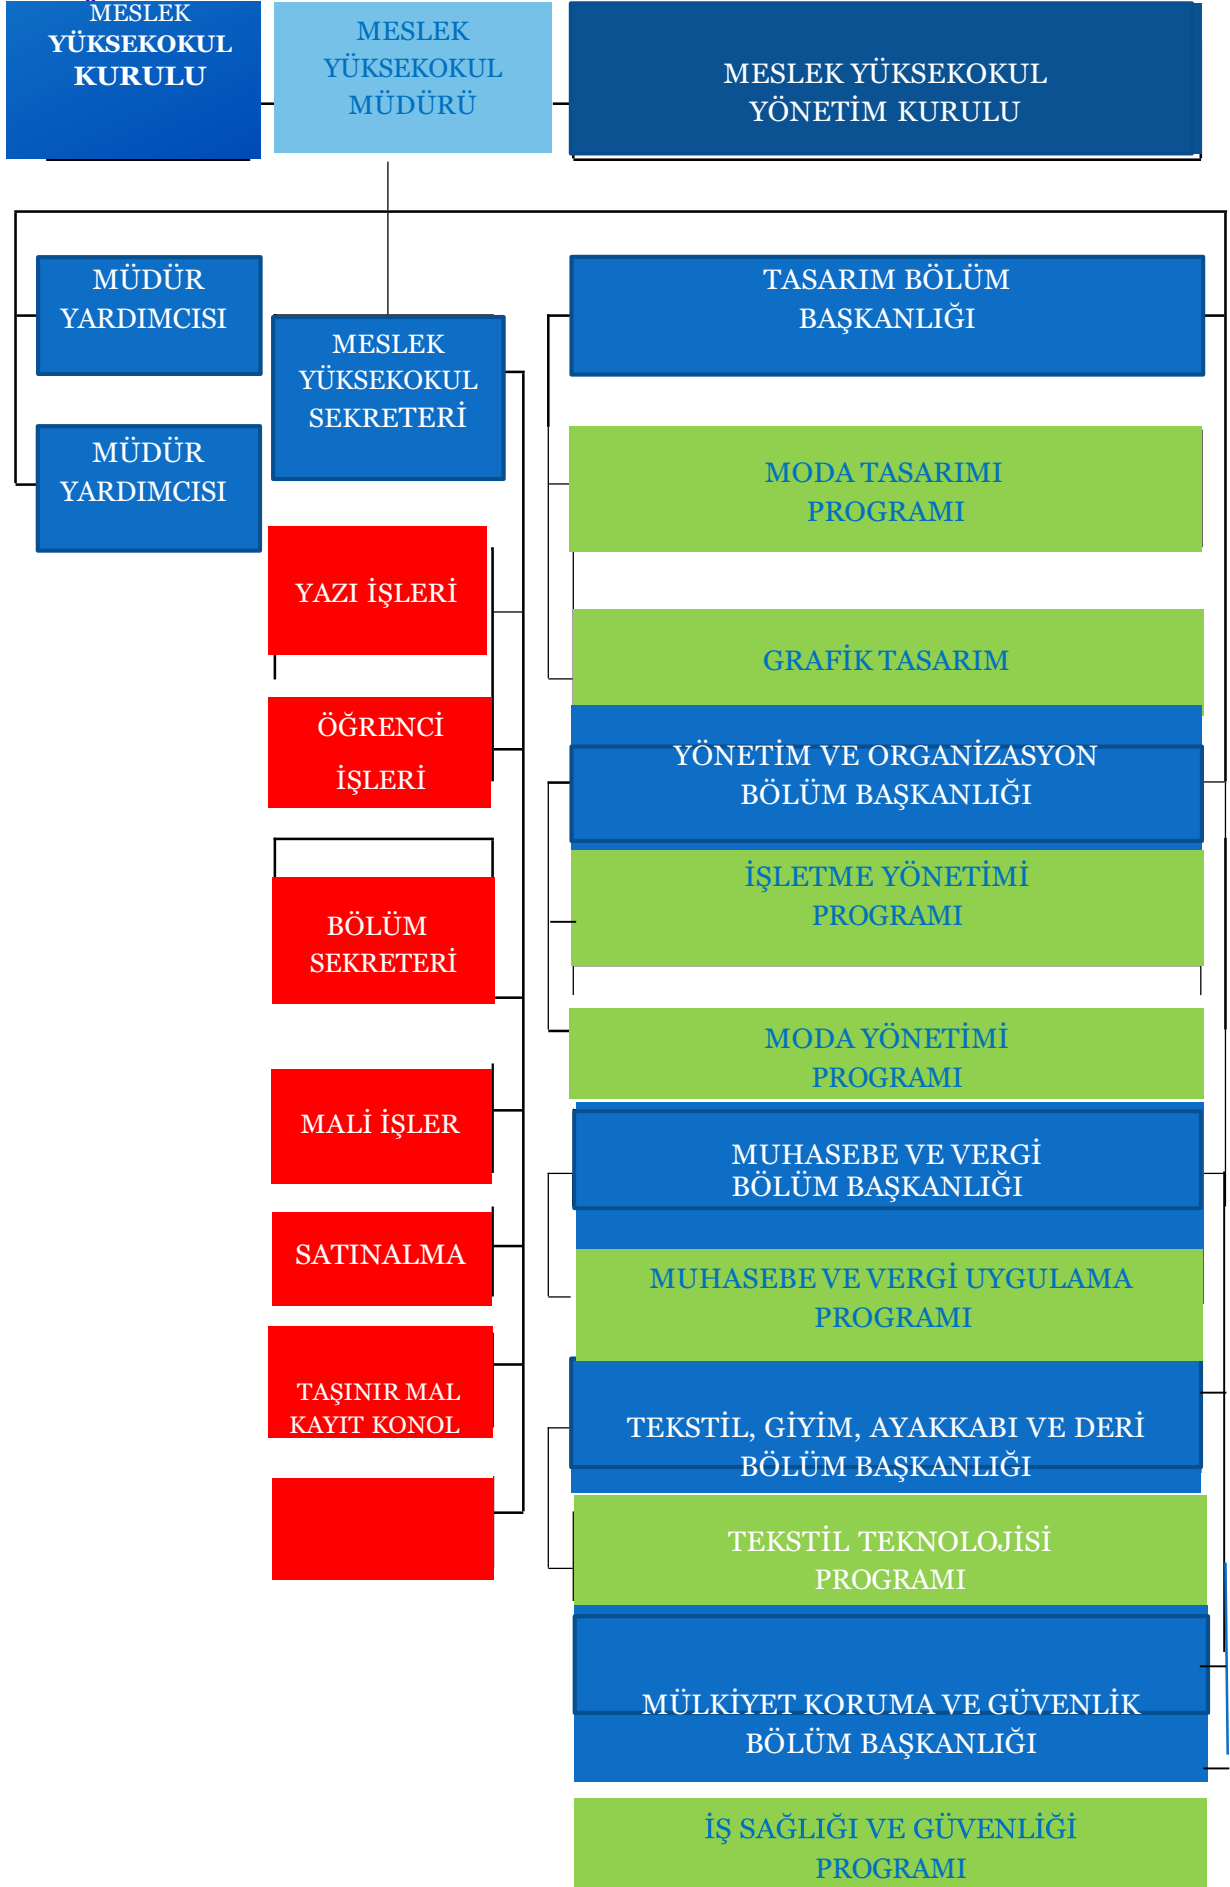 MESLEK
YÜKSEKOKUL
KURULU
MESLEK
YÜKSEKOKUL
MÜDÜRÜ
MESLEK YÜKSEKOKUL
YÖNETİM KURULU
MÜDÜR
YARDIMCISI
MÜDÜR
YARDIMCISI
MESLEK
YÜKSEKOKUL
SEKRETERİ
YAZI İŞLERİ
ÖĞRENCİ
İŞLERİ
BÖLÜM
SEKRETERİ
MALİ İŞLER
SATINALMA
TAŞINIR MAL
KAYIT KONOL
TASARIM BÖLÜM
BAŞKANLIĞI
MODA TASARIMI
PROGRAMI
GRAFİK TASARIM
YÖNETİM VE ORGANİZASYON
BÖLÜM BAŞKANLIĞI
İŞLETME YÖNETİMİ
PROGRAMI
MODA YÖNETİMİ
PROGRAMI
MUHASEBE VE VERGİ
BÖLÜM BAŞKANLIĞI
MUHASEBE VE VERGİ UYGULAMA
PROGRAMI
TEKSTİL, GİYİM, AYAKKABI VE DERİ
BÖLÜM BAŞKANLIĞI
TEKSTİL TEKNOLOJİSİ
PROGRAMI
MÜLKİYET KORUMA VE GÜVENLİK
BÖLÜM BAŞKANLIĞI
İŞ SAĞLIĞI VE GÜVENLİĞİ
PROGRAMI